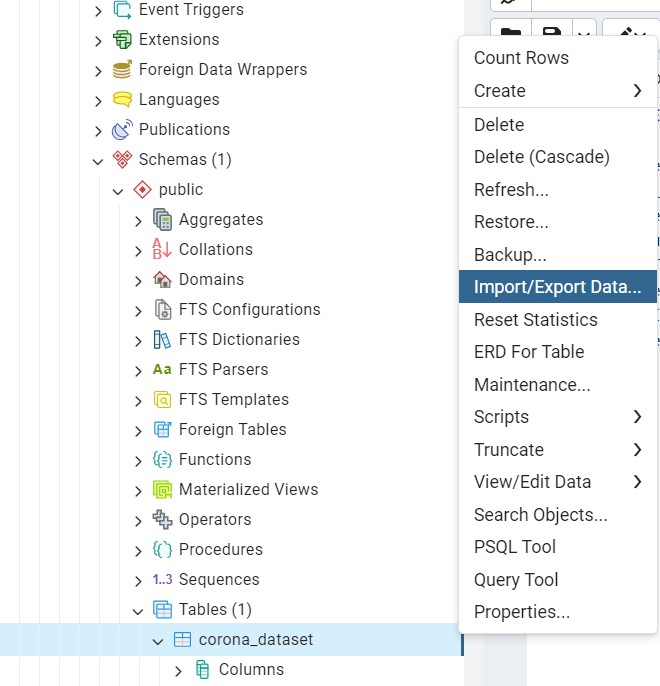 Event Triggers
Extensions
Foreign Data Wrappers
Languages
Publications
Schemas (1)
public
Aggregates
Collations
Domains
FTS Configurations
FTS Dictionaries
Aa FTS Parsers
FTS Templates
Foreign Tables
Functions
Materialized Views
Operators
Procedures
1..3 Sequences
Tables (1)
corona_dataset
Columns
Count Rows
Create
Delete
Delete (Cascade)
Refresh...
Restore...
Backup...
Import/Export Data...
Reset Statistics
ERD For Table
Maintenance...
Scripts
Truncate
View/Edit Data
Search Objects...
PSQL Tool
Query Tool
Properties...